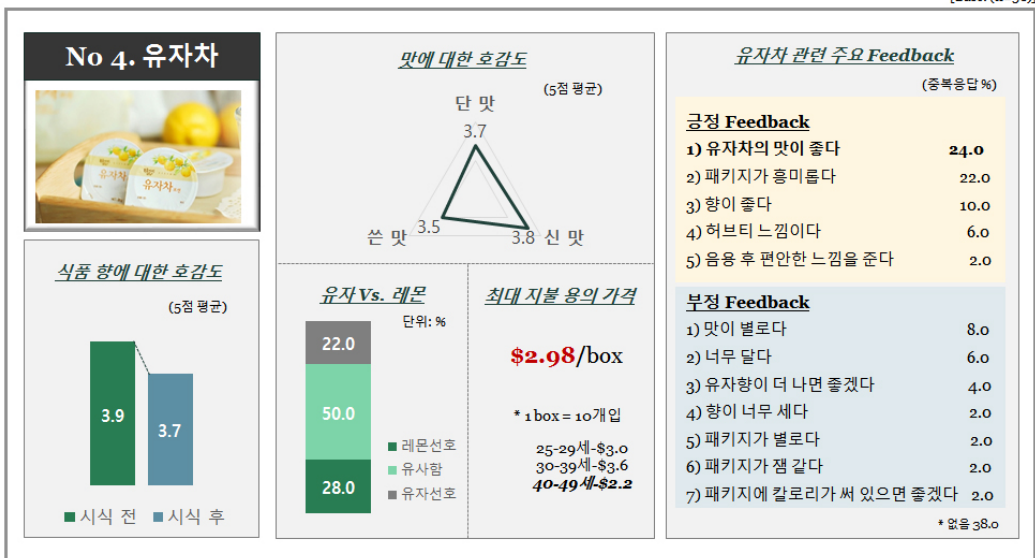 No 4. 유자차
유자차
유자차
식품 향에 대한 호감도
(5점 평균)
3.9
3.7
시식 전
시식 후
맛에 대한 호감도
(5점 평균)
단 맛
3.7
3.5
쓴 맛
3.8
신 맛
유자 Vs. 레몬
단위: %
22.0
50.0
28.0
레몬선호
유사함
유자선호
최대 지불 용의 가격
$2.98/box
* 1 box = 10개입
25-29세-$3.0
30-39세-$3.6
40-49세-$2.2
유자차 관련 주요 Feedback
(중복응답 %)
긍정 Feedback
1) 유자차의 맛이 좋다 24.0
2) 패키지가 흥미롭다 22.0
3) 향이 좋다 10.0
4) 허브티 느낌이다 6.0
5) 음용 후 편안한 느낌을 준다 2.0
부정 Feedback
1) 맛이 별로다 8.0
2) 너무 달다 6.0
3) 유자향이 더 나면 좋겠다 4.0
4) 향이 너무 세다 2.0
5) 패키지가 별로다 2.0
6) 패키지가 잼 같다 2.0
7) 패키지에 칼로리가 써 있으면 좋겠다 2.0
* 없음 38.0